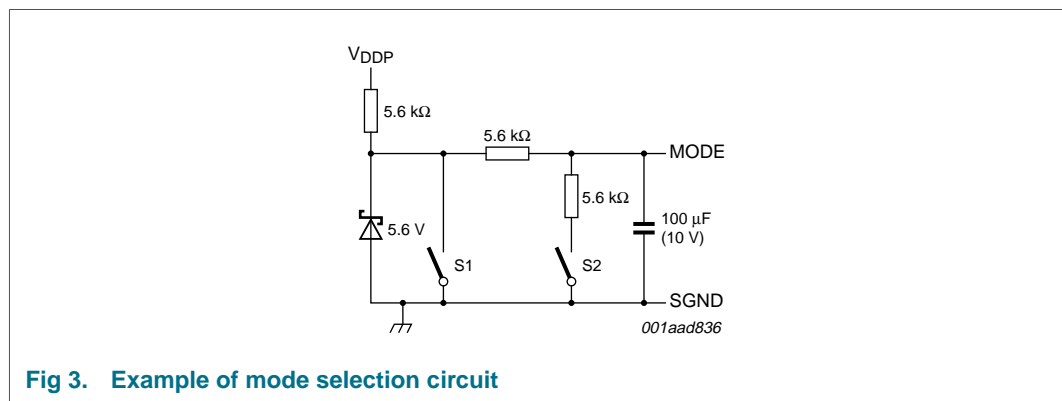 VDDP
5.6 kΩ
5.6 kΩ
MODE
5.6 kΩ
100 μF
(10 V)
5.6 V
S1
S2
SGND
001aad836
Fig 3. Example of mode selection circuit